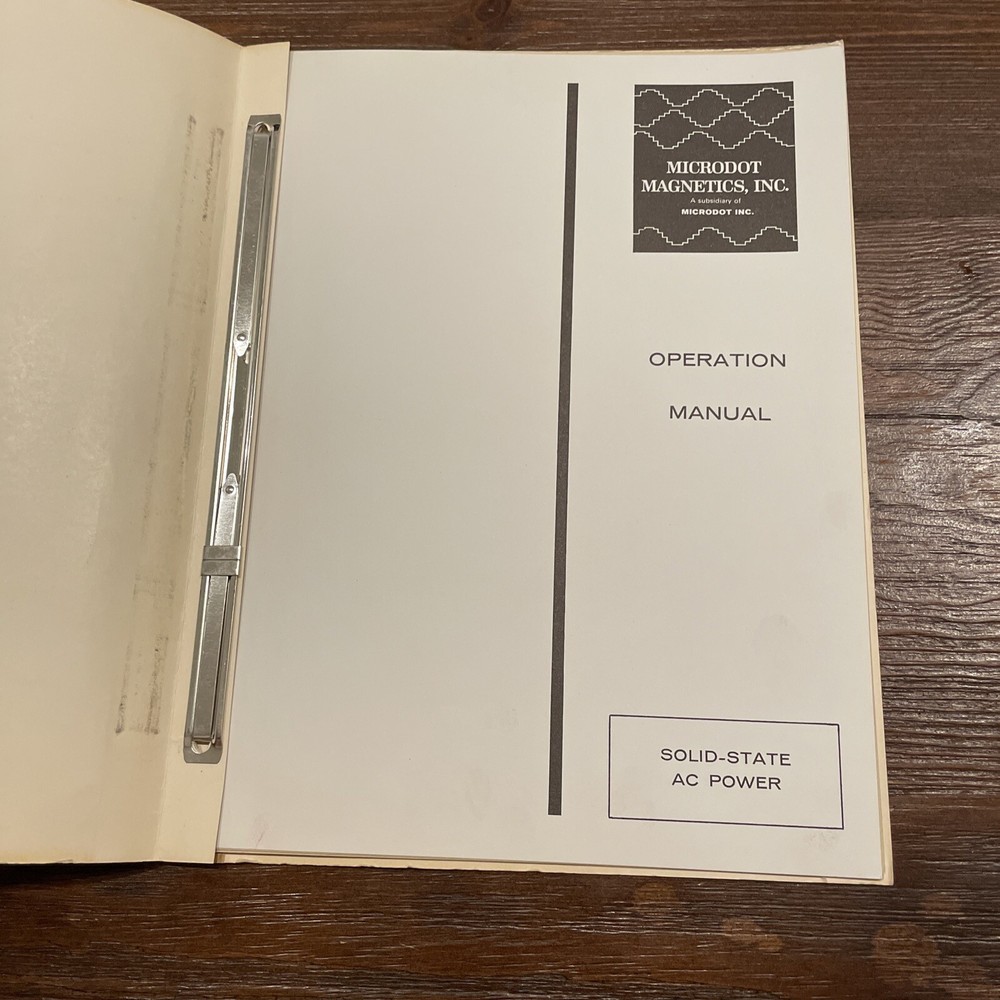 MICRODOT
MAGNETICS, INC.
A subsidiary of
MICRODOT INC.
OPERATION
MANUAL
SOLID-STATE
AC POWER